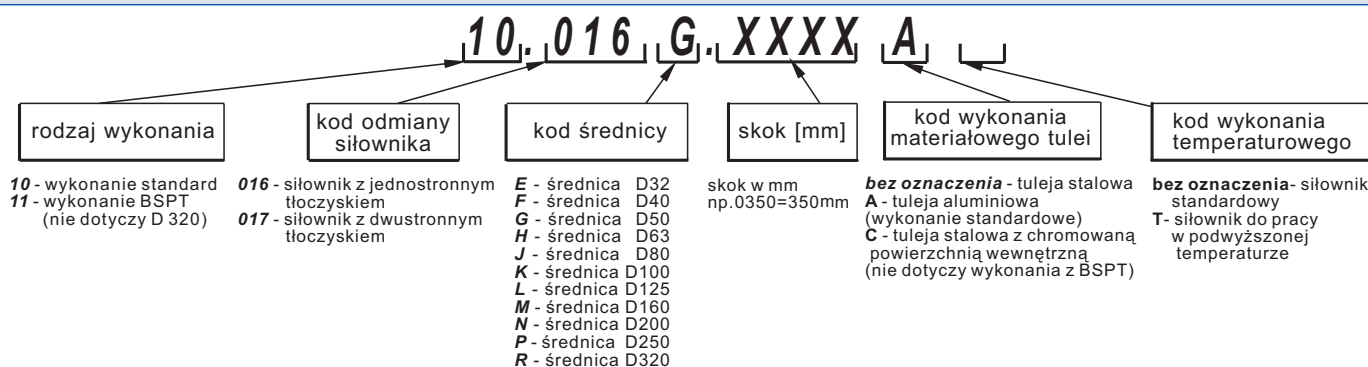 10.016 G.XXXX A
rodzaj wykonania
10 - wykonanie standard
11 - wykonanie BSPT
(nie dotyczy D 320)
kod odmiany
siłownika
016 - siłownik z jednostronnym
tłoczyskiem
017 - siłownik z dwustronnym
tłoczyskiem
kod średnicy
E - średnica D32
F - średnica D40
G - średnica D50
H - średnica D63
J - średnica D80
K - średnica D100
L - średnica D125
M - średnica D160
N - średnica D200
P - średnica D250
R - średnica D320
skok [mm]
skok w mm
np.0350=350mm
kod wykonania
materiałowego tulei
bez oznaczenia - tuleja stalowa
A - tuleja aluminiowa
(wykonanie standardowe)
C - tuleja stalowa z chromowaną
powierzchnią wewnętrzną
(nie dotyczy wykonania z BSPT)
kod wykonania
temperaturowego
bez oznaczenia- siłownik
standardowy
T- siłownik do pracy
w podwyższonej
temperaturze